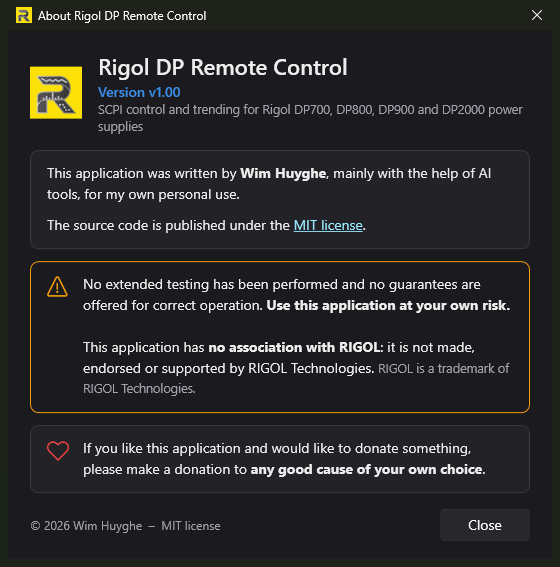 About Rigol DP Remote Control
Rigol DP Remote Control
Version v1.00
SCPI control and trending for Rigol DP700, DP800, DP900 and DP2000 power
supplies
This application was written by Wim Huyghe, mainly with the help of AI
tools, for my own personal use.
The source code is published under the MIT license.
No extended testing has been performed and no guarantees are
offered for correct operation. Use this application at your own risk.
This application has no association with RIGOL: it is not made,
endorsed or supported by RIGOL Technologies. RIGOL is a trademark of
RIGOL Technologies.
If you like this application and would like to donate something,
please make a donation to any good cause of your own choice.
© 2026 Wim Huyghe – MIT license
Close